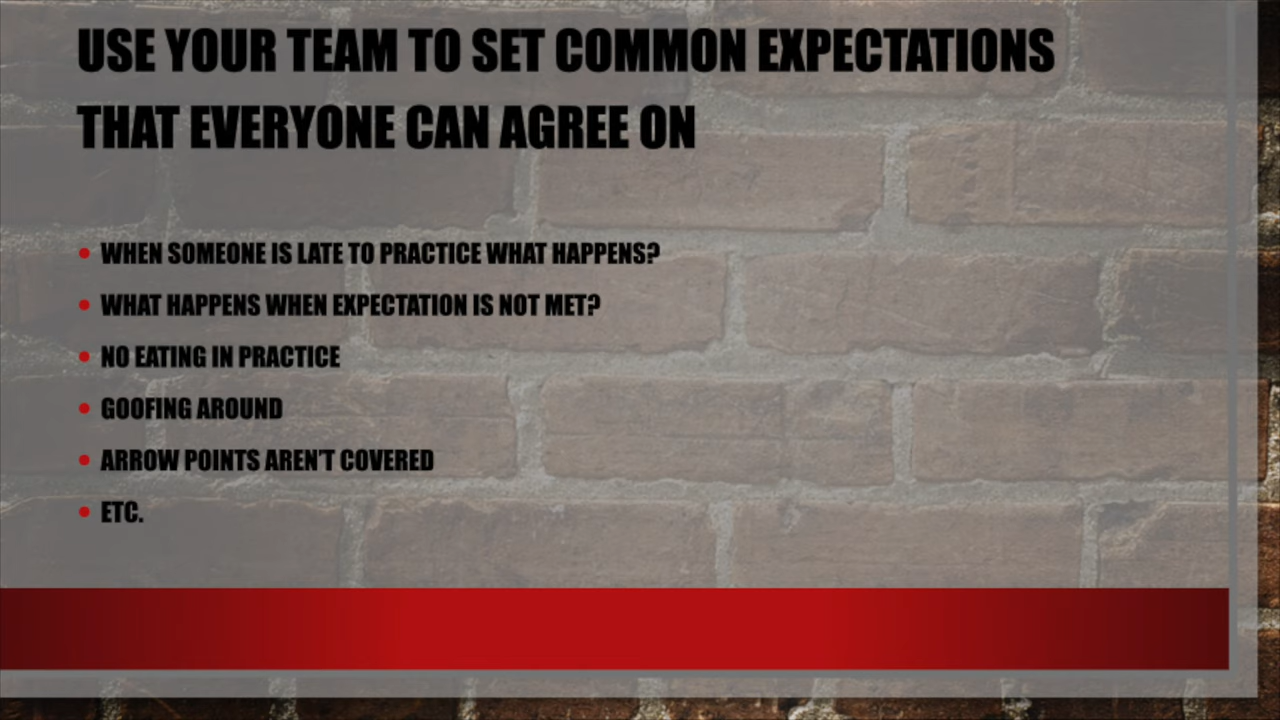 USE YOUR TEAM TO SET COMMON EXPECTATIONS
THAT EVERYONE CAN AGREE ON
• WHEN SOMEONE IS LATE TO PRACTICE WHAT HAPPENS?
• WHAT HAPPENS WHEN EXPECTATION IS NOT MET?
• NO EATING IN PRACTICE
• GOOFING AROUND
• ARROW POINTS AREN'T COVERED
• ETC.